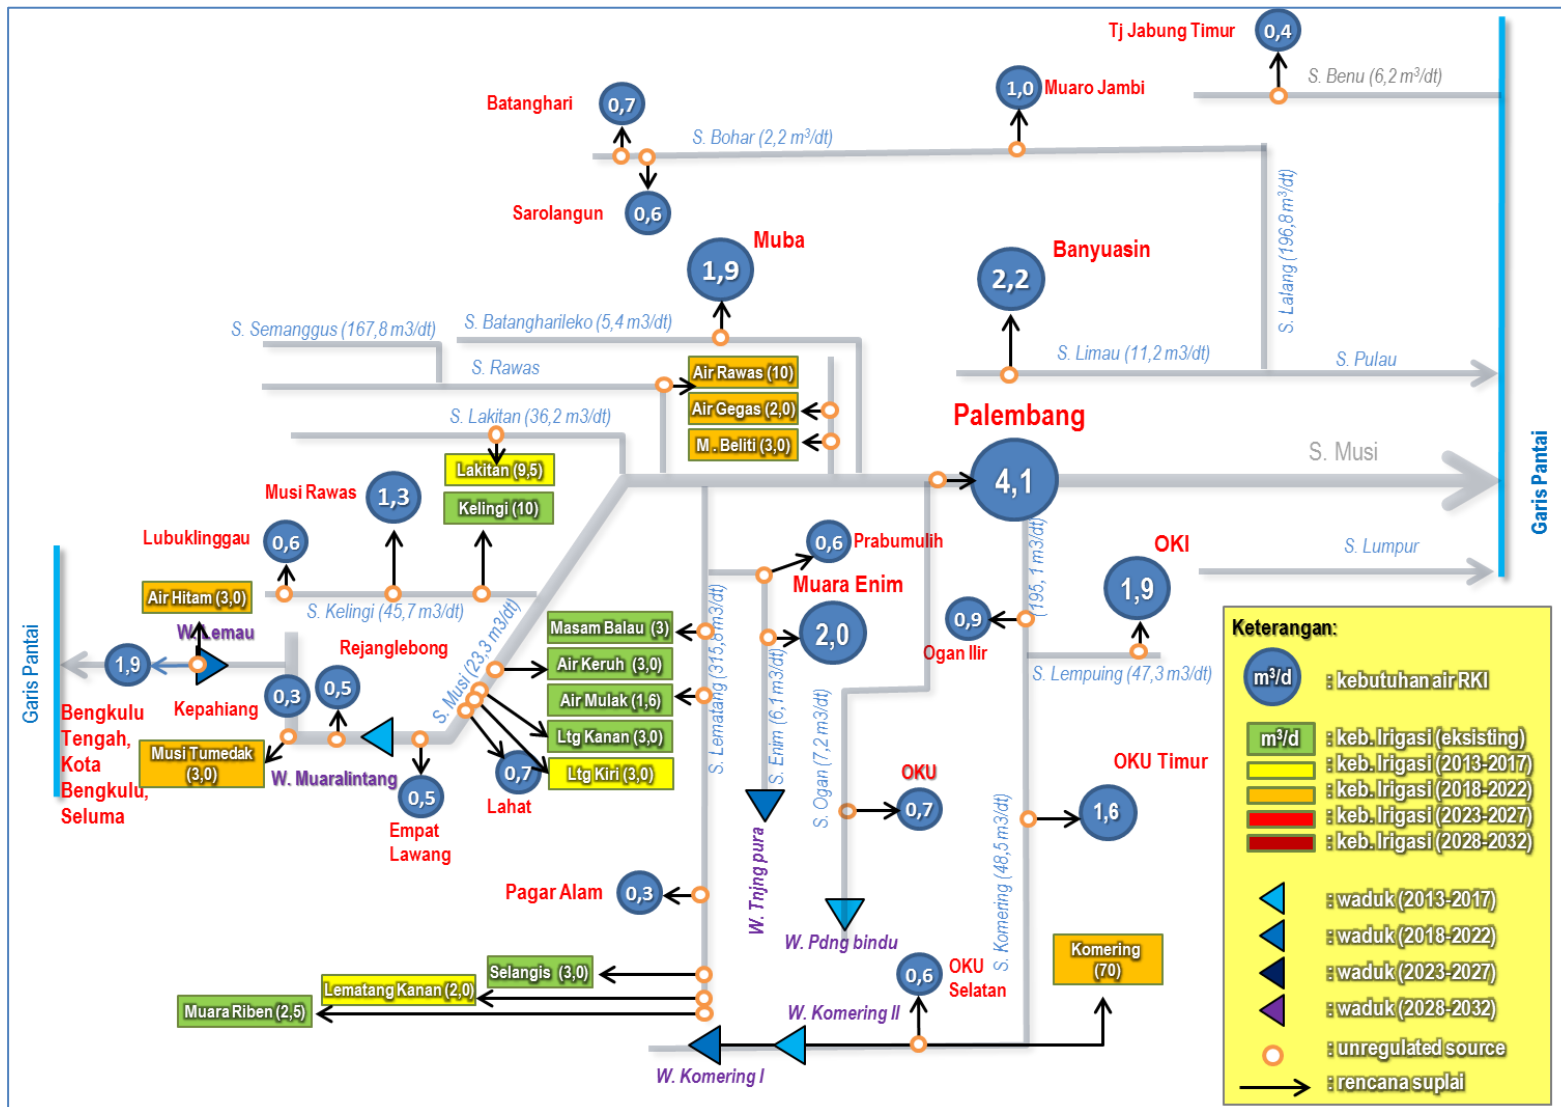 Tj Jabung Timur
0,4
S. Benu (6,2 m³/dt)
Batanghari
0,7
1,0
Muaro Jambi
S. Bohar (2,2 m³/dt)
Sarolangun
0,6
S. Lalang (196,8 m³/dt)
Muba
1,9
Banyuasin
2,2
S. Semanggus (167,8 m3/dt)
S. Batangharileko (5,4 m3/dt)
S. Limau (11,2 m3/dt)
S. Pulau
S. Rawas
Air Rawas (10)
Air Gegas (2,0)
M . Beliti (3,0)
S. Lakitan (36,2 m3/dt)
Palembang
4,1
S. Musi
Garis Pantai
Lakitan (9,5)
Kelingi (10)
Musi Rawas
1,3
Lubuklinggau
0,6
S. Kelingi (45,7 m3/dt)
Air Hitam (3,0)
W. Lemau
1,9
Garis Pantai
Kepahiang
0,3
Rejanglebong
0,5
Bengkulu
Tengah,
Kota
Bengkulu,
Seluma
Musi Tumedak
(3,0)
W. Muaralintang
0,5
Empat
Lawang
S. Musi (23,3 m3/dt)
0,7
Lahat
Masam Balau (3)
Air Keruh (3,0)
Air Mulak (1,6)
Ltg Kanan (3,0)
Ltg Kiri (3,0)
S. Lematang (315,8m3/dt)
0,6
Prabumulih
Muara Enim
2,0
S. Enim (6,1 m3/dt)
W. Tnjng pura
S. Ogan (7,2 m3/dt)
OKU
0,7
W. Pdng bindu
0,9
Ogan Ilir
(195, 1 m3/dt)
OKI
1,9
S. Lumpur
S. Lempuing (47,3 m3/dt)
OKU Timur
1,6
S. Komering (48,5 m3/dt)
Pagar Alam
0,3
Selangis (3,0)
Lematang Kanan (2,0)
Muara Riben (2,5)
W. Komering I
W. Komering II
0,6
OKU
Selatan
Komering
(70)
Keterangan:
m³/d : kebutuhan air RKI
m³/d : keb. Irigasi (eksisting)
: keb. Irigasi (2013-2017)
: keb. Irigasi (2018-2022)
: keb. Irigasi (2023-2027)
: keb. Irigasi (2028-2032)
: waduk (2013-2017)
: waduk (2018-2022)
: waduk (2023-2027)
: waduk (2028-2032)
: unregulated source
: rencana suplai